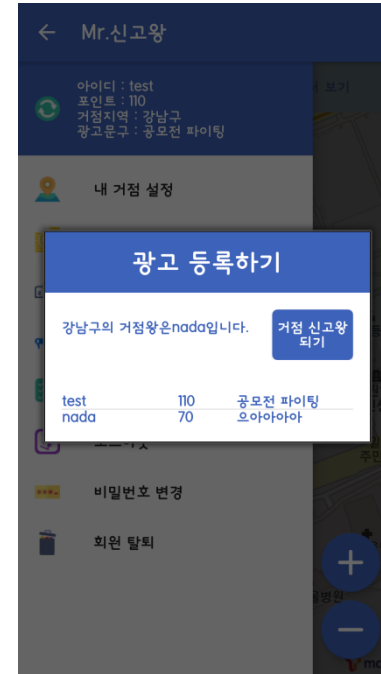 Mr.신고왕
아이디 : test
포인트 : 110
거점지역 : 강남구
광고문구 : 공모전 파이팅
보기
내 거점 설정
광고 등록하기
강남구의 거점왕은nada입니다.
거점 신고왕
되기
test 110 공모전 파이팅
nada 70 으아아아아
비밀번호 변경
회원 탈퇴
병원